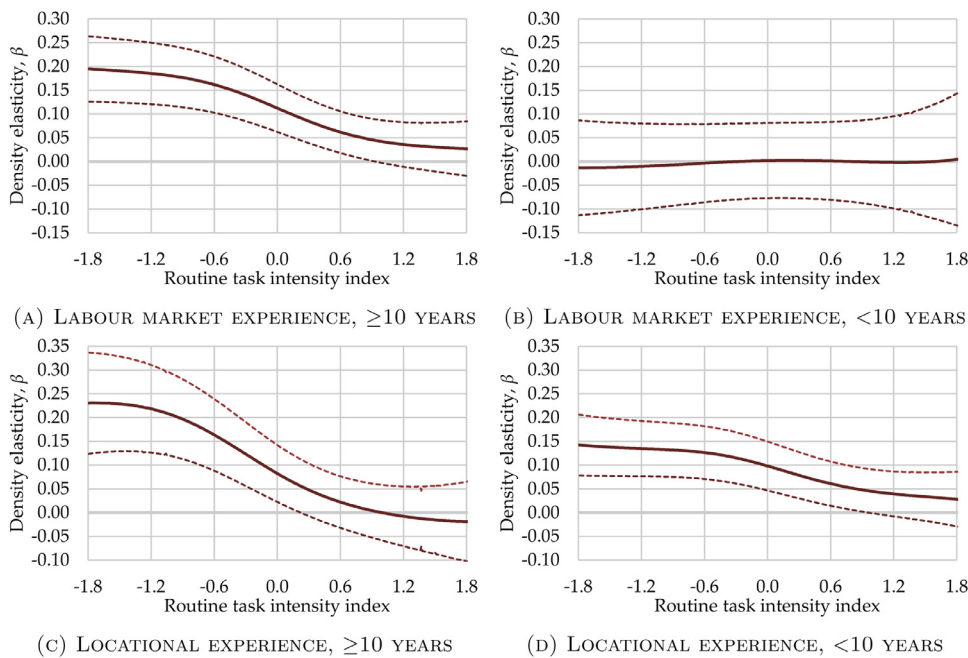 0.30
0.25
0.20
0.15
0.10
0.05
0.00
-0.05
-0.10
-0.15
Density elasticity, β
-1.8 -1.2 -0.6 0.0 0.6 1.2 1.8
Routine task intensity index
(A) LABOUR MARKET EXPERIENCE, ≥10 YEARS
0.30
0.25
0.20
0.15
0.10
0.05
0.00
-0.05
-0.10
-0.15
Density elasticity, β
-1.8 -1.2 -0.6 0.0 0.6 1.2 1.8
Routine task intensity index
(B) LABOUR MARKET EXPERIENCE, <10 YEARS
0.35
0.30
0.25
0.20
0.15
0.10
0.05
0.00
-0.05
-0.10
Density elasticity, β
-1.8 -1.2 -0.6 0.0 0.6 1.2 1.8
Routine task intensity index
(C) LOCATIONAL EXPERIENCE, ≥10 YEARS
0.35
0.30
0.25
0.20
0.15
0.10
0.05
0.00
-0.05
-0.10
Density elasticity, β
-1.8 -1.2 -0.6 0.0 0.6 1.2 1.8
Routine task intensity index
(D) LOCATIONAL EXPERIENCE, <10 YEARS